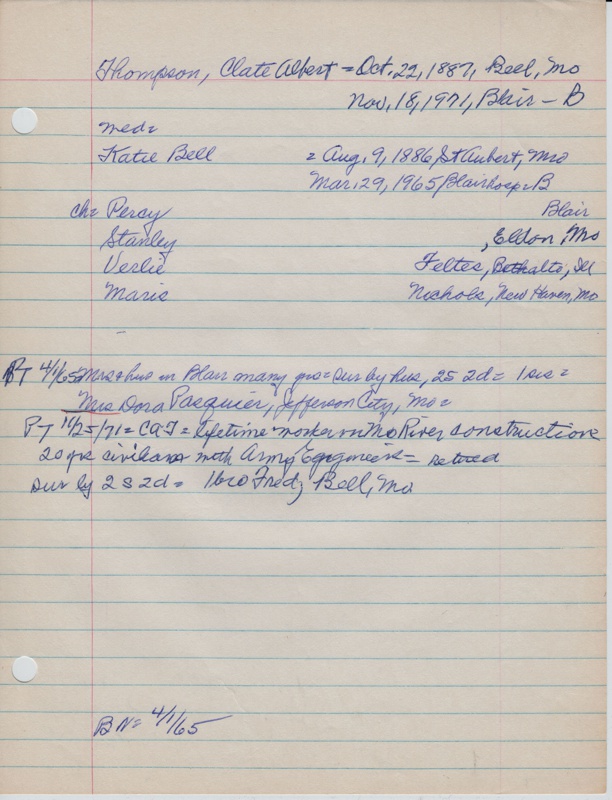 Thompson, Clate Albert = Oct. 22, 1887, Bell, Mo
Nov. 18, 1971, Blair - B
med =
Katie Bell = Aug. 9, 1886, St Aubert, Mo
Mar. 29, 1965 Blair hosp. B
ch = Percy Blair
Stanley , Eldon, Mo
Verlie Feltes, Bethalto, Ill
Maris Nichols, New Haven, Mo
PT 4/1/65 = Mrs + hus in Blair many yrs = sur by hus, 2S 2d = 1 sis =
Mrs Dora Pasquier, Jefferson City, Mo =
PT 11/25/71 = CAT = lifetime worker on Mo River construction
20 yrs civilian with Army Engineers = retired
sur by 2 S 2d = 1 bro Fred, Bell, Mo
BN = 4/1/65